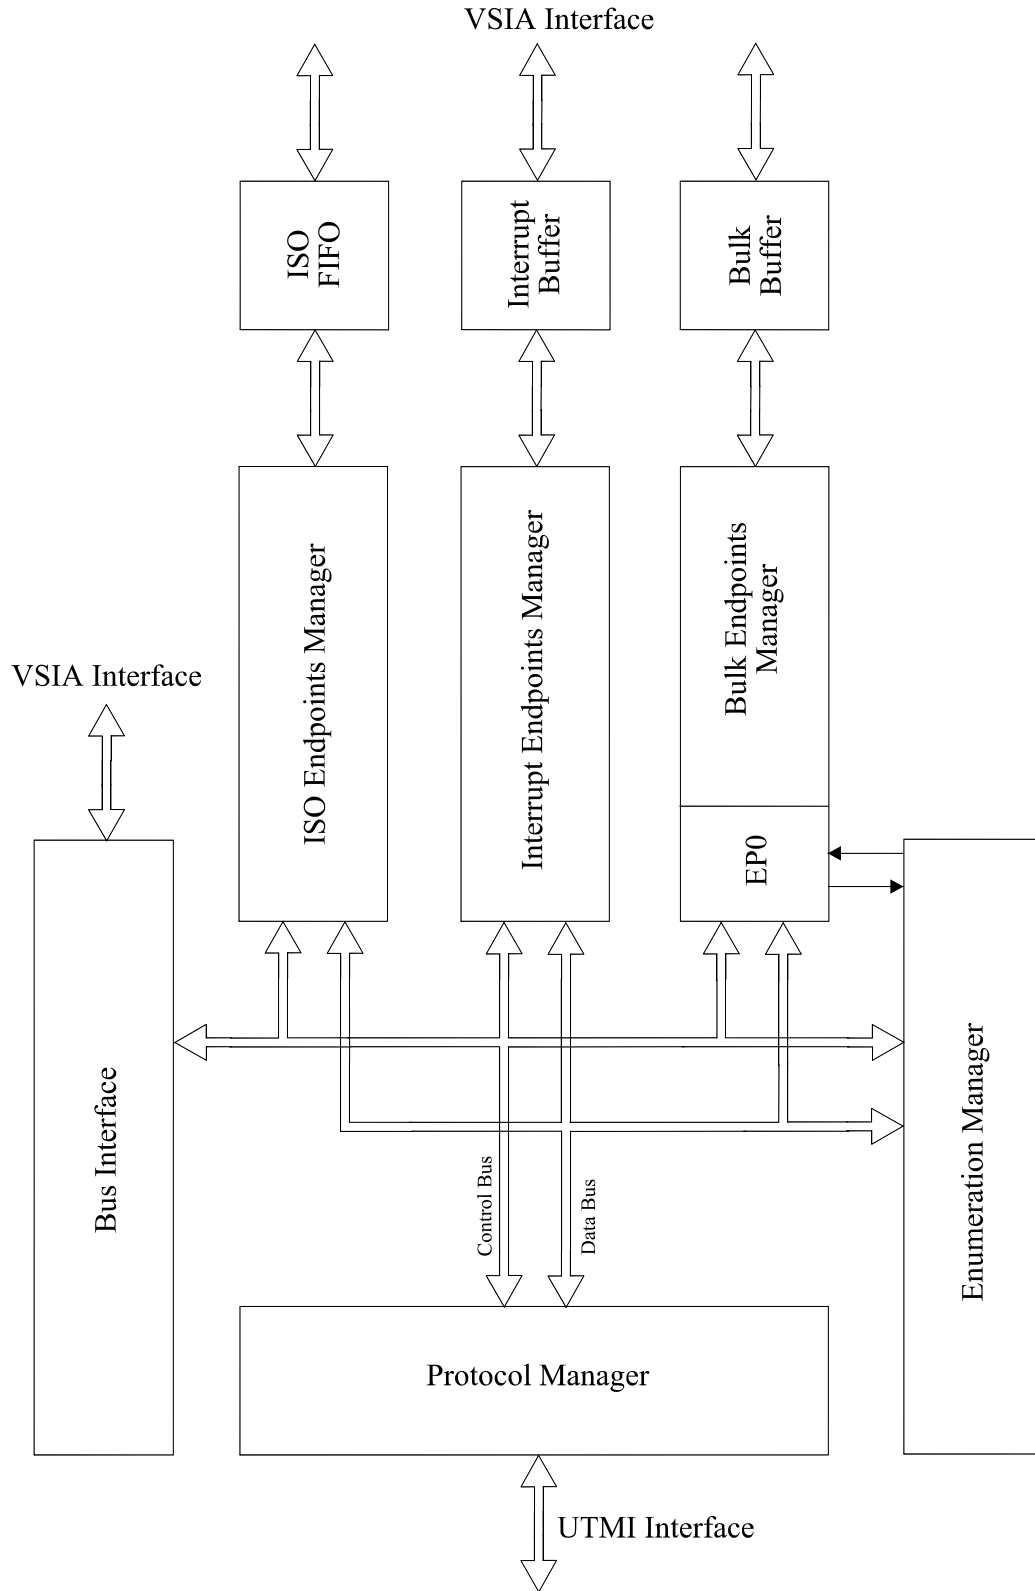 VSIA Interface
ISO
FIFO
Interrupt
Buffer
Bulk
Buffer
ISO Endpoints Manager
Interrupt Endpoints Manager
Bulk Endpoints
Manager
VSIA Interface
EP0
Bus Interface
Control Bus
Data Bus
Enumeration Manager
Protocol Manager
UTMI Interface